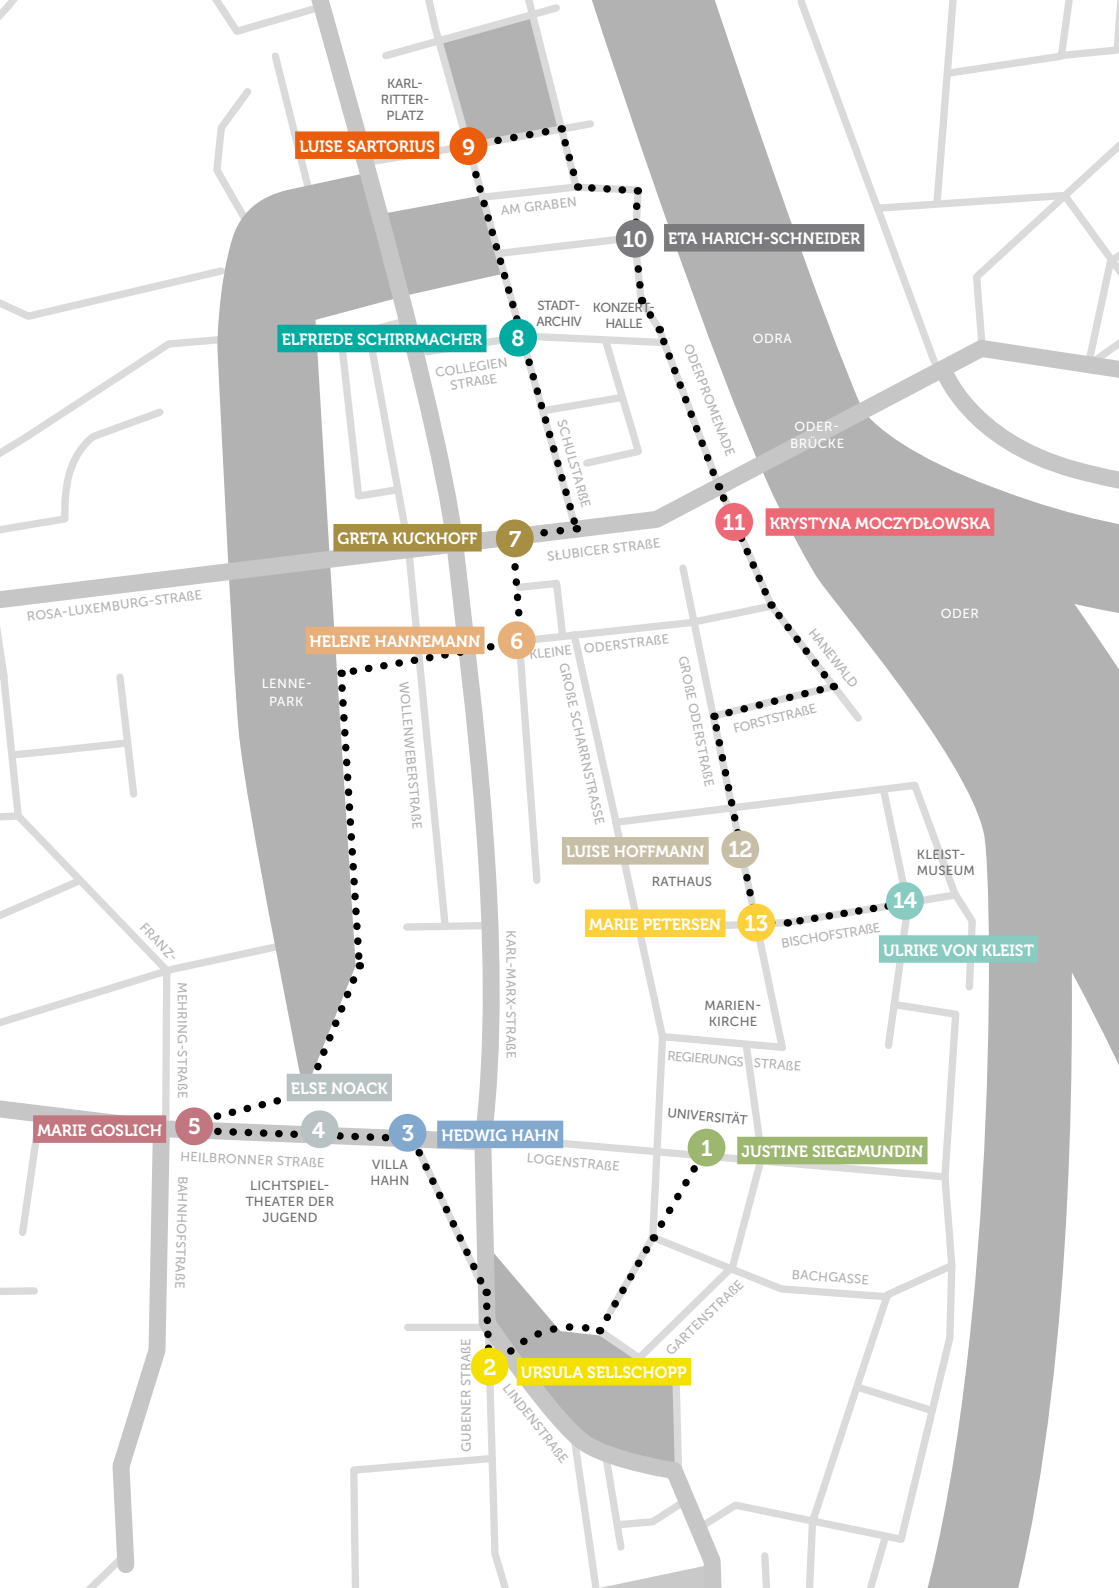 KARL-
RITTER-
PLATZ
LUISE SARTORIUS
9
AM GRABEN
10
ETA HARICH-SCHNEIDER
STADT-
ARCHIV
KONZERT-
HALLE
ELFRIEDE SCHIRRMACHER
8
ODRA
COLLEGIEN
STRAßE
ODERPROMENADE
ODER-
BRÜCKE
SCHULSTARßE
11
KRYSTYNA MOCZYDŁOWSKA
GRETA KUCKHOFF
7
SŁUBICER STRAßE
ROSA-LUXEMBURG-STRAßE
ODER
HELENE HANNEMANN
6
KLEINE ODERSTRAßE
HANEWALD
LENNE-
PARK
WOLLENWEBERSTRAßE
GROßE SCHARRNSTRASSE
GROßE ODERSTRAßE
FORSTSTRAßE
LUISE HOFFMANN
12
KLEIST-
MUSEUM
RATHAUS
14
MARIE PETERSEN
13
BISCHOFSTRAßE
ULRIKE VON KLEIST
FRANZ-
MEHRING-STRAßE
KARL-MARX-STRAßE
MARIEN-
KIRCHE
REGIERUNGS STRAßE
ELSE NOACK
UNIVERSITÄT
MARIE GOSLICH
5
4
3
HEDWIG HAHN
1
JUSTINE SIEGEMUNDIN
HEILBRONNER STRAßE
VILLA
HAHN
LOGENSTRAßE
LICHTSPIEL-
THEATER DER
JUGEND
BAHNHOFSTRAßE
BACHGASSE
GARTENSTRAßE
GUBENER STRAßE
2
URSULA SELLSCHOPP
LINDENSTRAßE